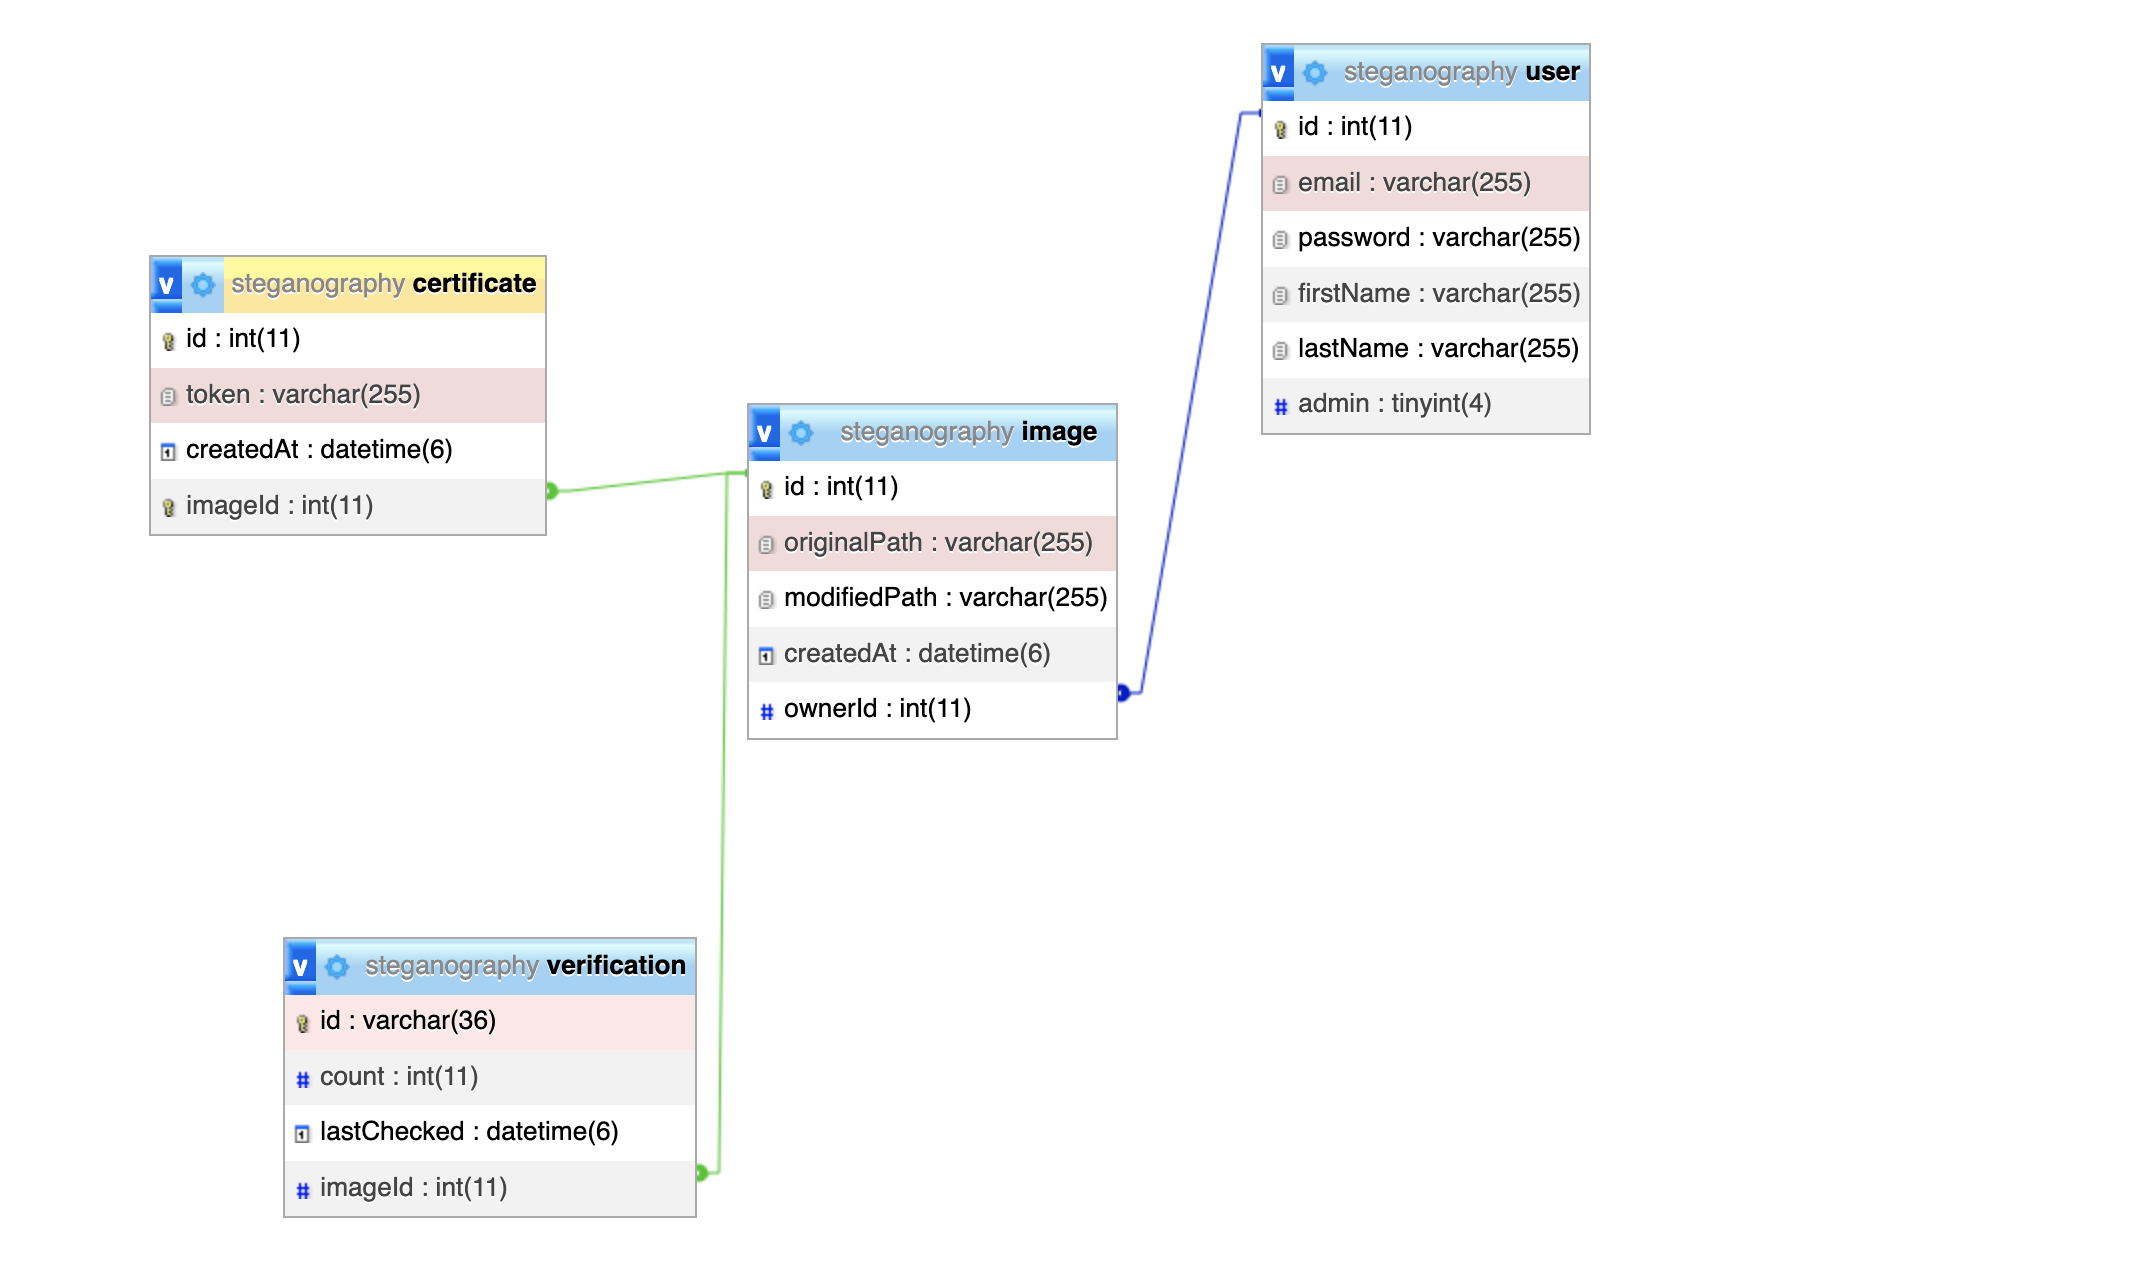 v steganography user
id : int(11)
email : varchar(255)
password : varchar(255)
firstName : varchar(255)
lastName : varchar(255)
admin : tinyint(4)
v steganography certificate
id : int(11)
token : varchar(255)
createdAt : datetime(6)
imageId : int(11)
v steganography image
id : int(11)
originalPath : varchar(255)
modifiedPath : varchar(255)
createdAt : datetime(6)
# ownerId : int(11)
v steganography verification
id : varchar(36)
# count : int(11)
lastChecked : datetime(6)
# imageId : int(11)